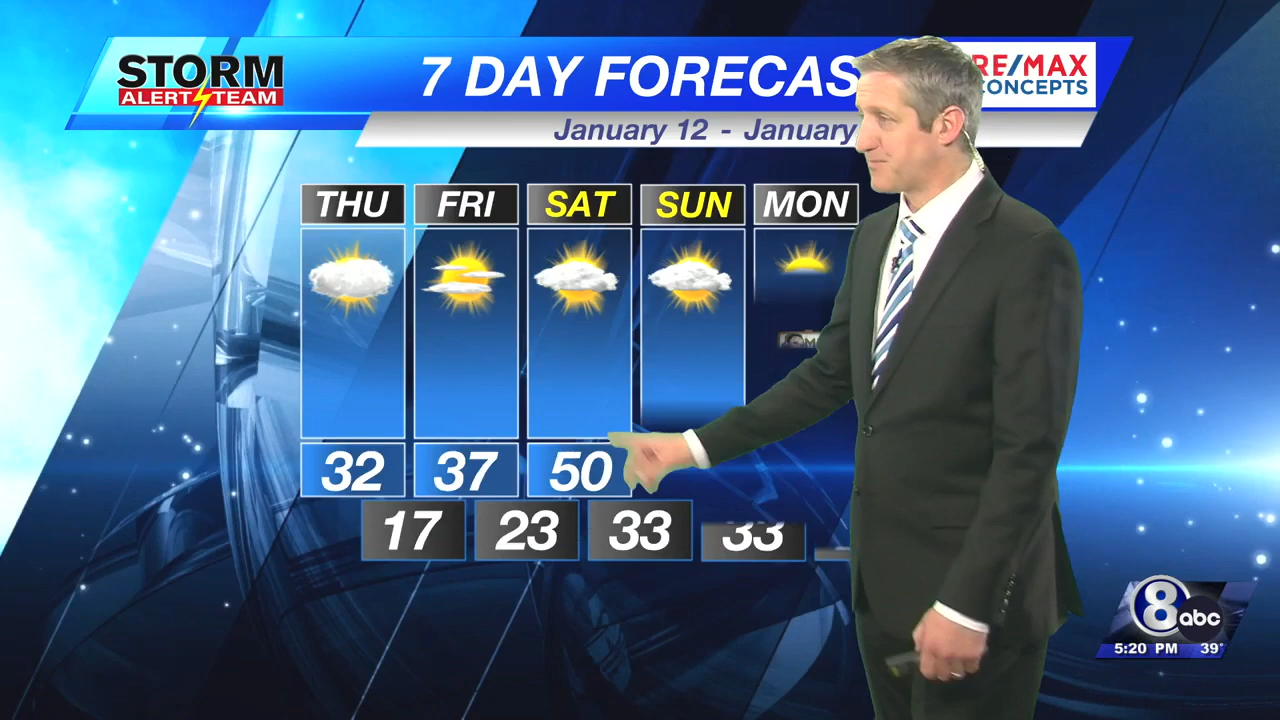 STORM
ALERT TEAM
7 DAY FORECAS
RE/MAX
CONCEPTS
January 12 - January
THU FRI SAT SUN MON
32 37 50
17 23 33 33
8 abc
5:20 PM 39°